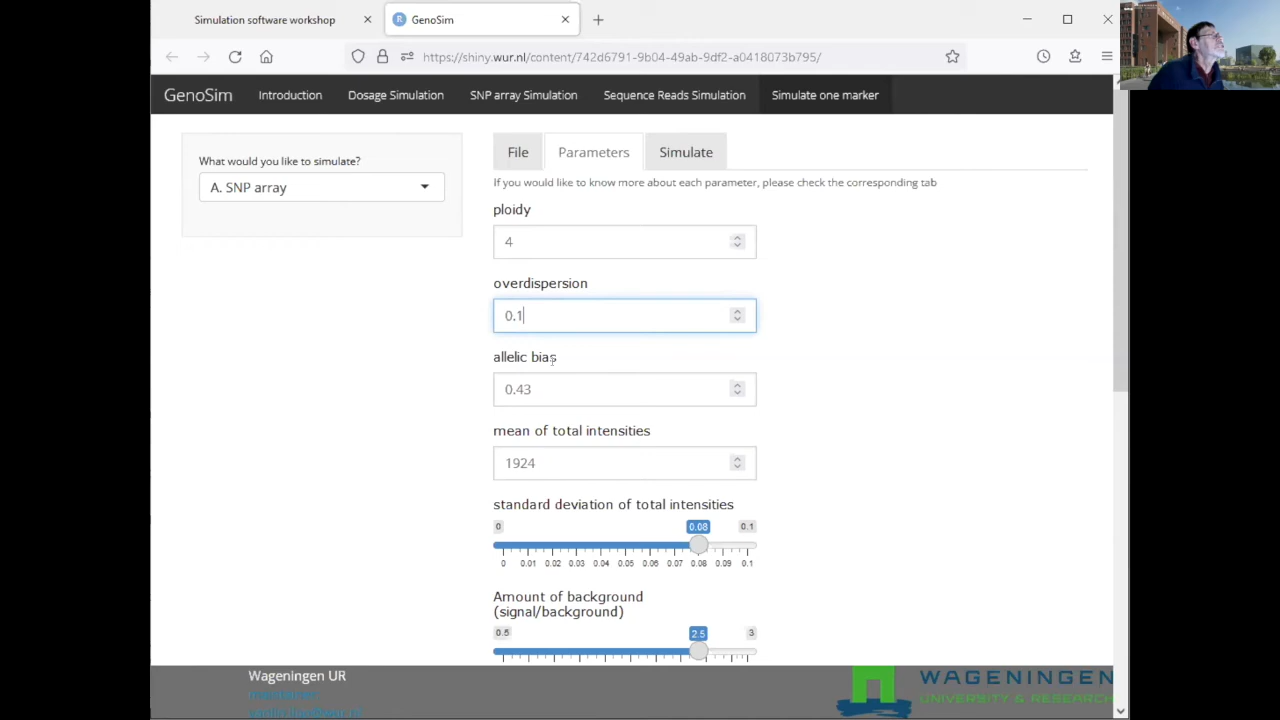 Simulation software workshop
GenoSim
https://shiny.wur.nl/content/742d6791-9b04-49ab-9df2-a0418073b795/
GenoSim
Introduction
Dosage Simulation
SNP array Simulation
Sequence Reads Simulation
Simulate one marker
What would you like to simulate?
A. SNP array
File
Parameters
Simulate
If you would like to know more about each parameter, please check the corresponding tab
ploidy
4
overdispersion
0.1
allelic bias
0.43
mean of total intensities
1924
standard deviation of total intensities
0 0.08 0.1
0 0.01 0.02 0.03 0.04 0.05 0.06 0.07 0.08 0.09 0.1
Amount of background
(signal/background)
0.5 2.5 3
Wageningen UR
WAGENINGEN
UNIVERSITY & RESEARCH